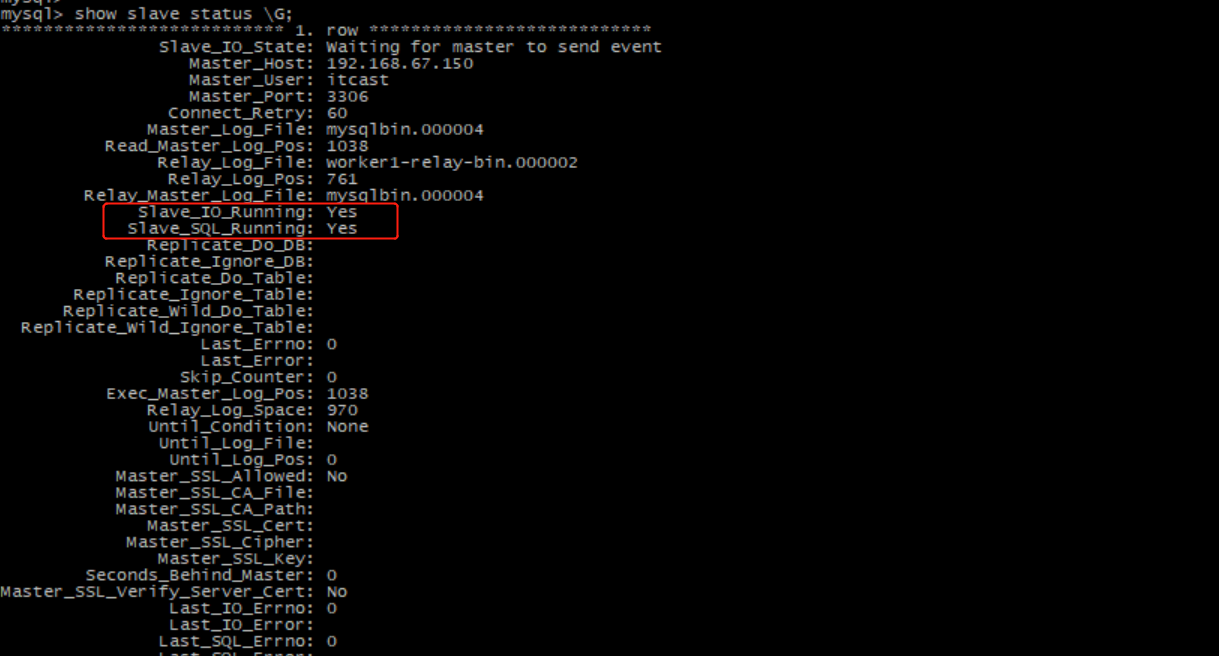 mysql>
mysql> show slave status \G;
*************************** 1. row ***************************
Slave_IO_State: Waiting for master to send event
Master_Host: 192.168.67.150
Master_User: itcast
Master_Port: 3306
Connect_Retry: 60
Master_Log_File: mysqlbin.000004
Read_Master_Log_Pos: 1038
Relay_Log_File: worker1-relay-bin.000002
Relay_Log_Pos: 761
Relay_Master_Log_File: mysqlbin.000004
Slave_IO_Running: Yes
Slave_SQL_Running: Yes
Replicate_Do_DB:
Replicate_Ignore_DB:
Replicate_Do_Table:
Replicate_Ignore_Table:
Replicate_Wild_Do_Table:
Replicate_Wild_Ignore_Table:
Last_Errno: 0
Last_Error:
Skip_Counter: 0
Exec_Master_Log_Pos: 1038
Relay_Log_Space: 970
Until_Condition: None
Until_Log_File:
Until_Log_Pos: 0
Master_SSL_Allowed: No
Master_SSL_CA_File:
Master_SSL_CA_Path:
Master_SSL_Cert:
Master_SSL_Cipher:
Master_SSL_Key:
Seconds_Behind_Master: 0
Master_SSL_Verify_Server_Cert: No
Last_IO_Errno: 0
Last_IO_Error:
Last_SQL_Errno: 0